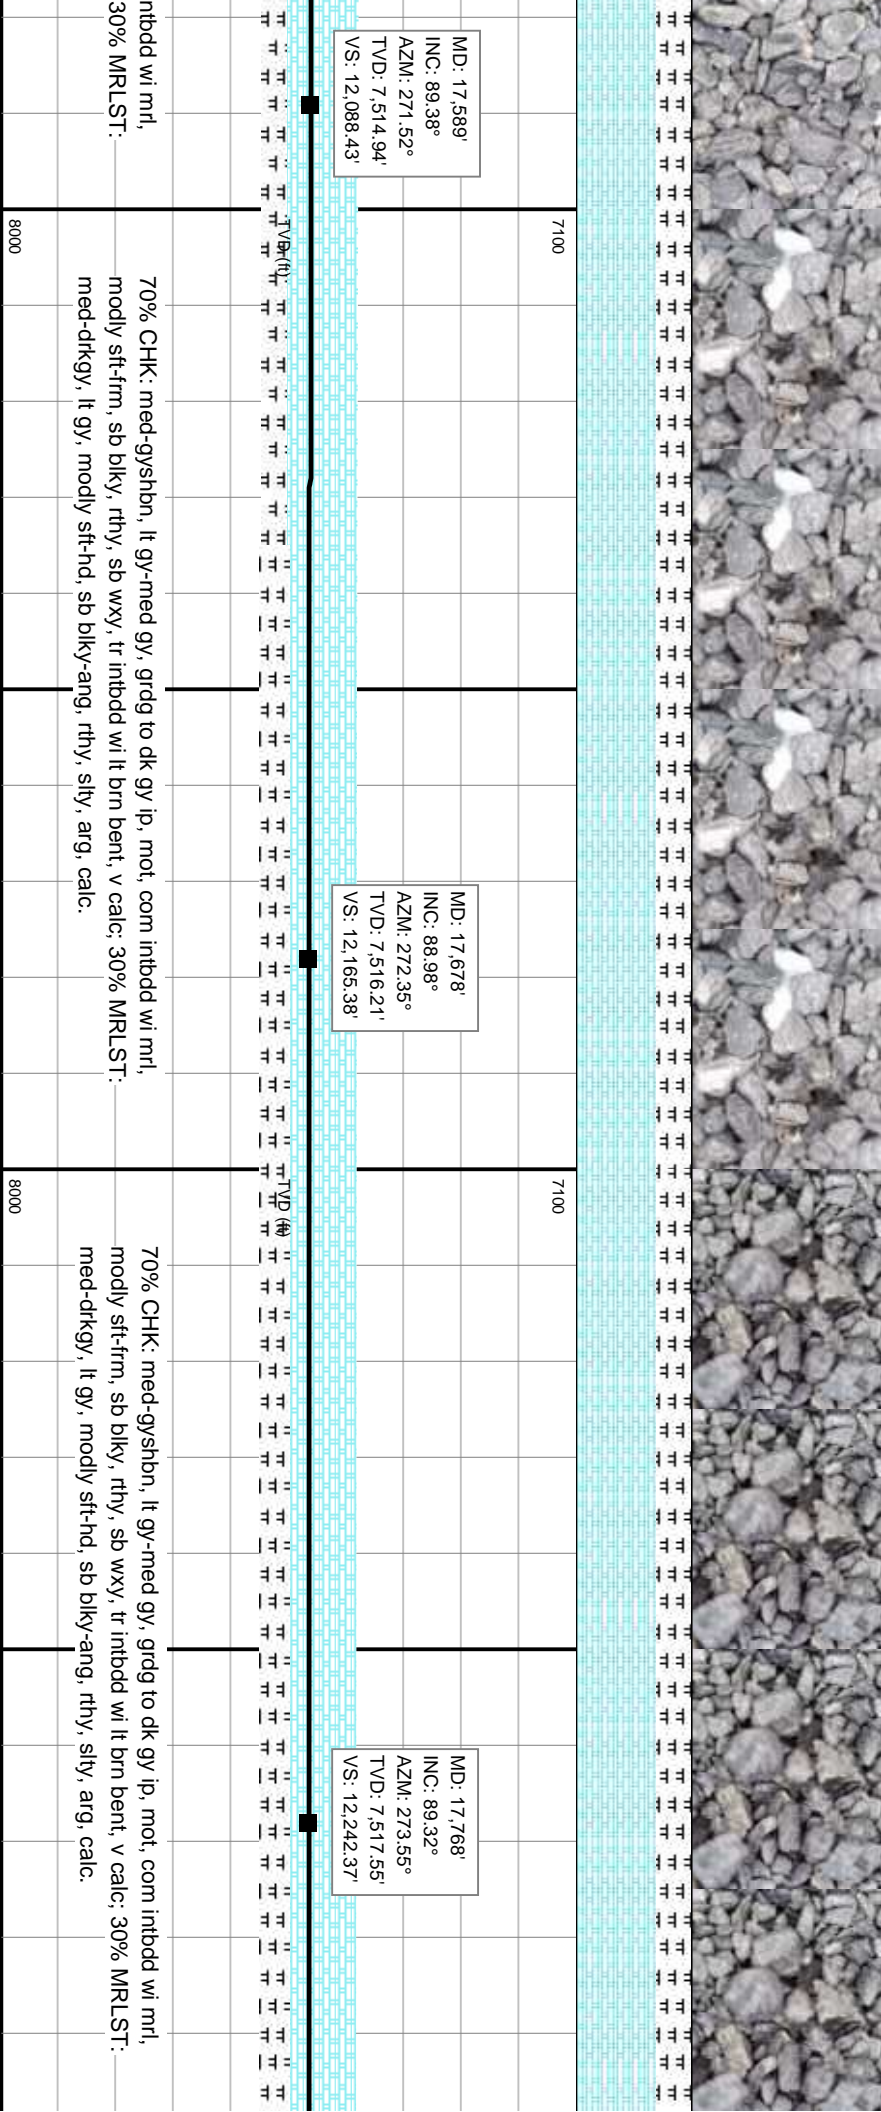 ntbdd wi mrl,
30% MRLST:
MD: 17,589'
INC: 89.38°
AZM: 271.52°
TVD: 7,514.94'
VS: 12,088.43'
7100
TVD (ft)
8000
70% CHK: med-gyshbn, lt gy-med gy, grdg to dk gy ip, mot, com intbdd wi mrl,
modly sft-frm, sb blky, rthy, sb wxy, tr intbdd wi lt brn bent, v calc; 30% MRLST:
med-drkgy, lt gy, modly sft-hd, sb blky-ang, rthy, slty, arg, calc.
MD: 17,678'
INC: 88.98°
AZM: 272.35°
TVD: 7,516.21'
VS: 12,165.38'
7100
TVD (ft)
8000
70% CHK: med-gyshbn, lt gy-med gy, grdg to dk gy ip, mot, com intbdd wi mrl,
modly sft-frm, sb blky, rthy, sb wxy, tr intbdd wi lt brn bent, v calc; 30% MRLST:
med-drkgy, lt gy, modly sft-hd, sb blky-ang, rthy, slty, arg, calc.
MD: 17,768'
INC: 89.32°
AZM: 273.55°
TVD: 7,517.55'
VS: 12,242.37'